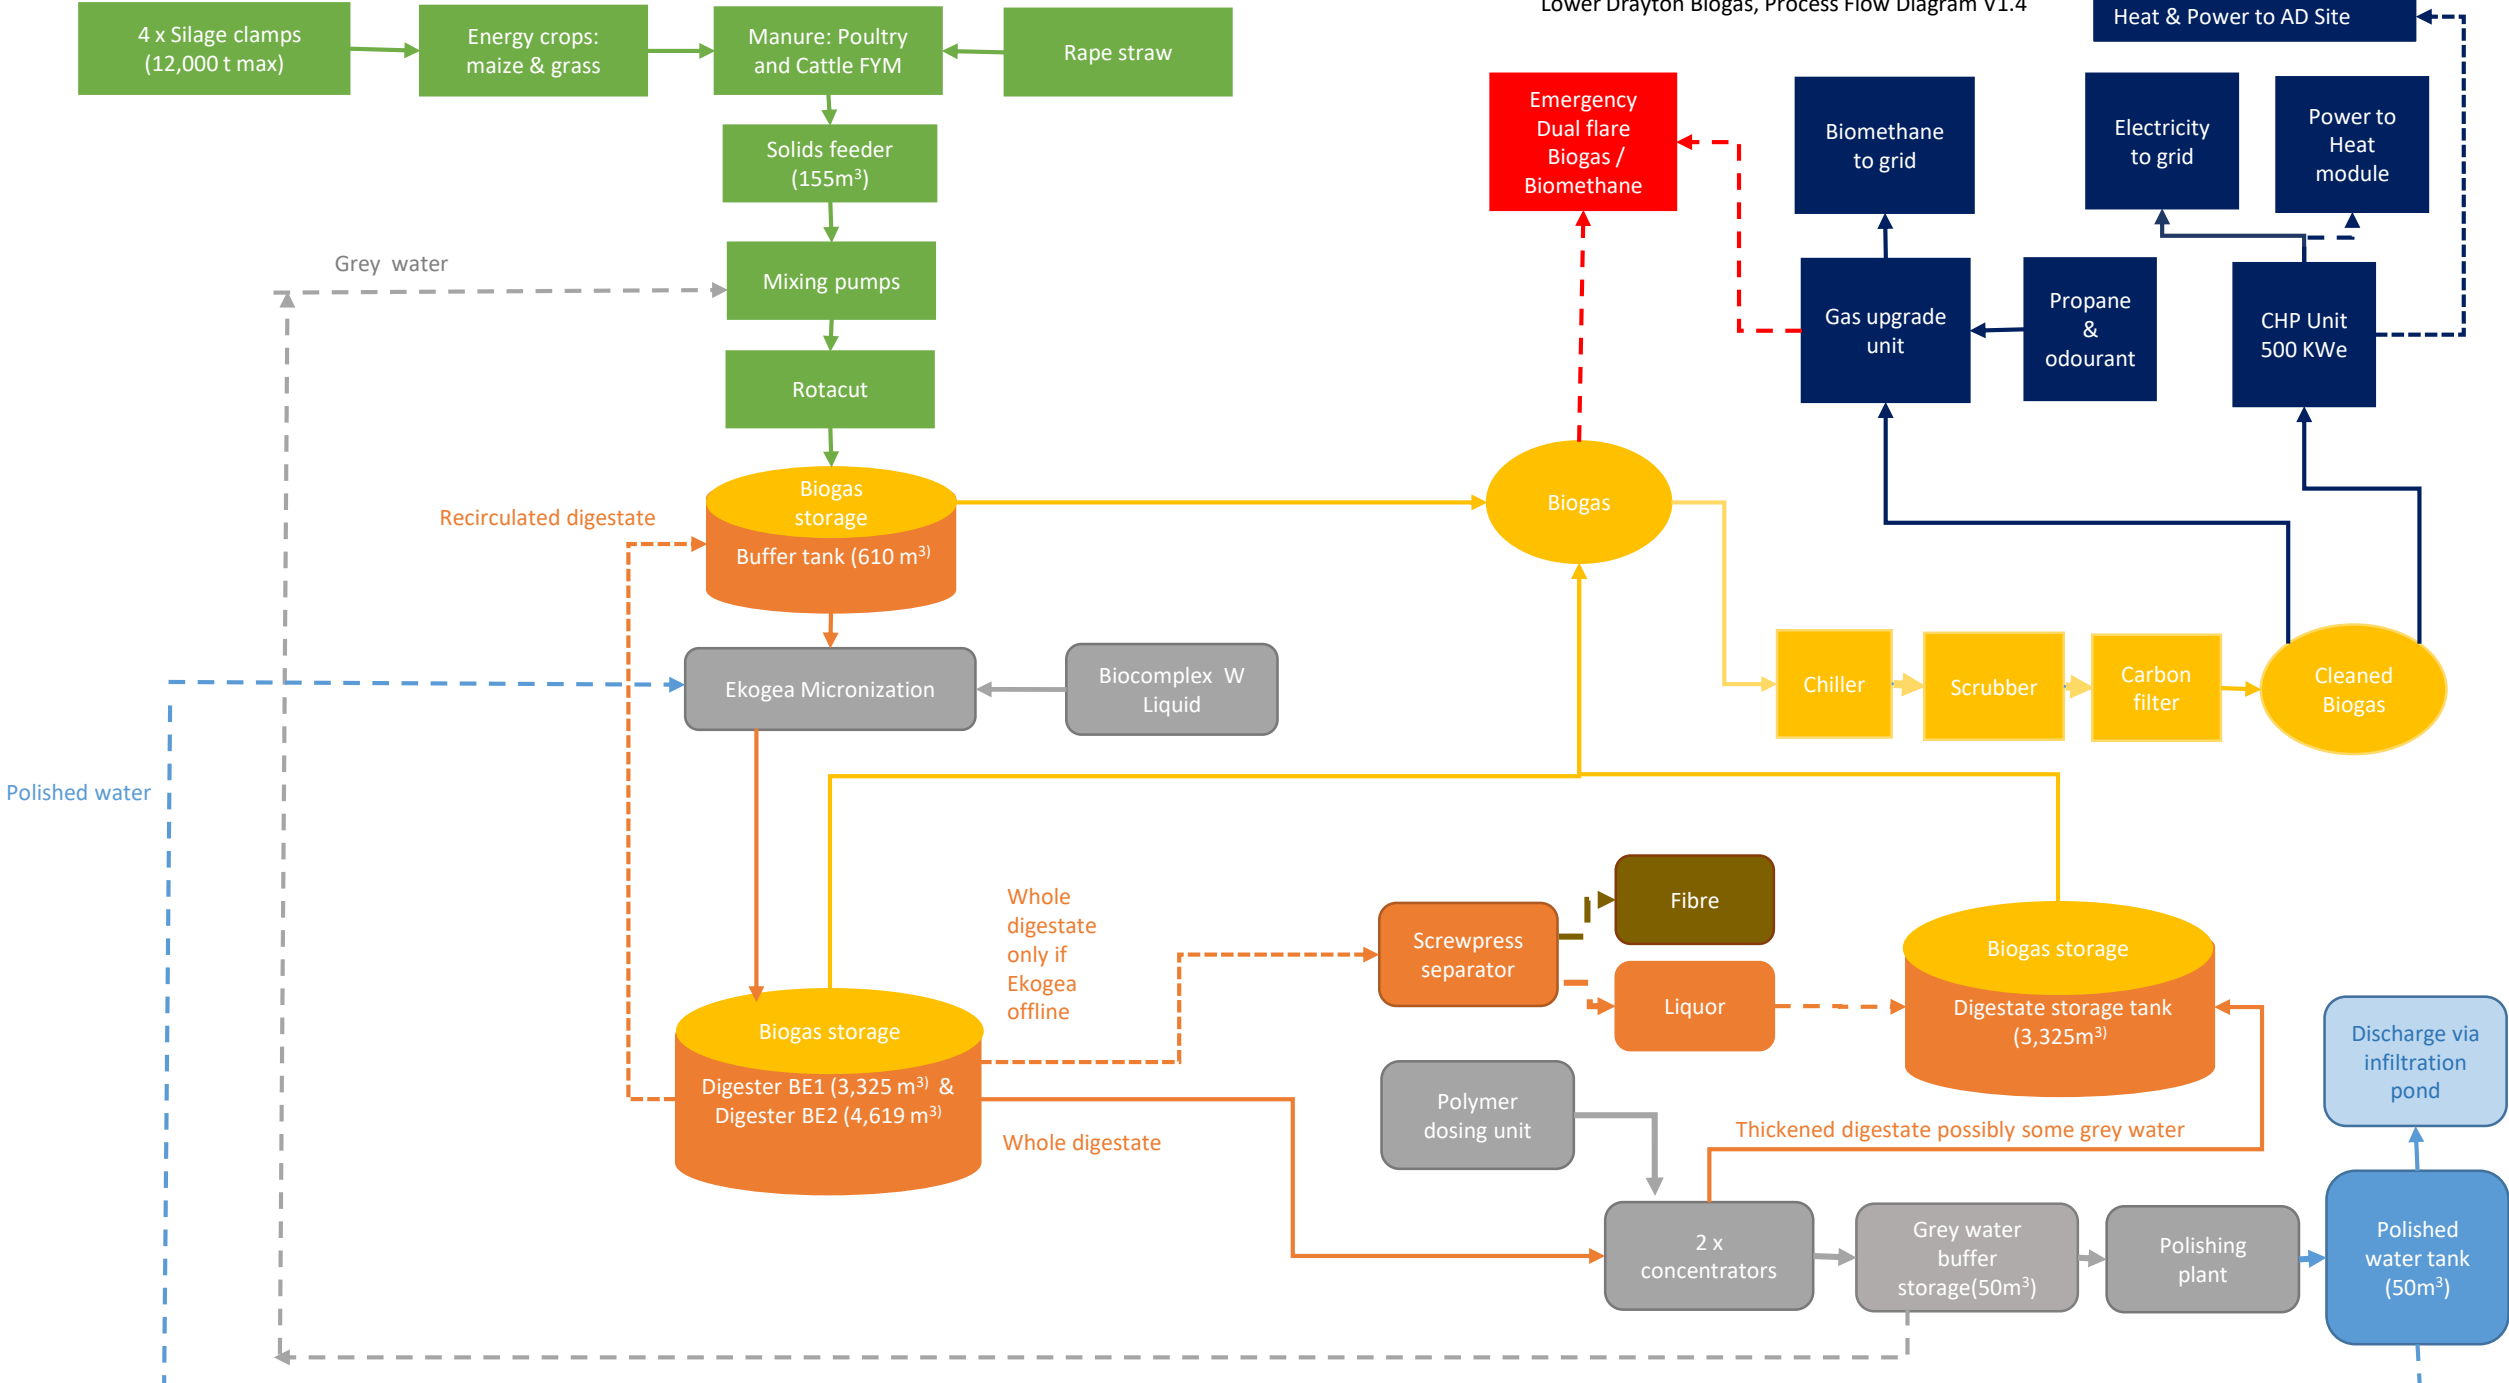 Lower Drayton Biogas, Process Flow Diagram V1.4
Heat & Power to AD Site
4 x Silage clamps
(12,000 t max)
Energy crops:
maize & grass
Manure: Poultry
and Cattle FYM
Rape straw
Solids feeder
(155m³)
Emergency
Dual flare
Biogas /
Biomethane
Biomethane
to grid
Electricity
to grid
Power to
Heat
module
Grey water
Mixing pumps
Gas upgrade
unit
Propane
&
odourant
CHP Unit
500 KWe
Rotacut
Biogas
storage
Buffer tank (610 m³⁾
Recirculated digestate
Biogas
Ekogea Micronization
Biocomplex W
Liquid
Chiller
Scrubber
Carbon
filter
Cleaned
Biogas
Polished water
Whole
digestate
only if
Ekogea
offline
Screwpress
separator
Fibre
Liquor
Biogas storage
Digestate storage tank
(3,325m³⁾
Biogas storage
Digester BE1 (3,325 m³⁾ &
Digester BE2 (4,619 m³⁾
Whole digestate
Polymer
dosing unit
Thickened digestate possibly some grey water
Discharge via
infiltration
pond
2 x
concentrators
Grey water
buffer
storage(50m³)
Polishing
plant
Polished
water tank
(50m³)